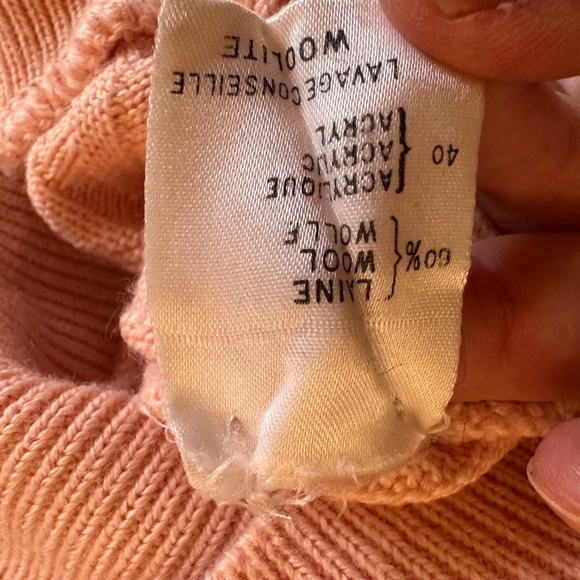 LAINE
60% { WOOL
WOLLE
ACRYLIQUE
40 { ACRYLIC
ACRYL
LAVAGE CONSEILLE
WOOLITE